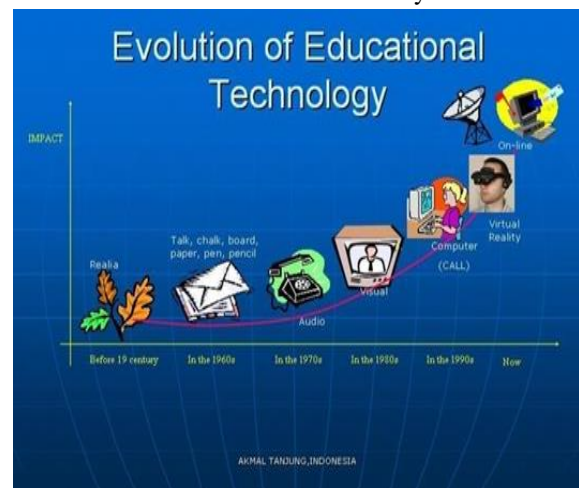 Evolution of Educational
Technology
IMPACT
On-line
Talk, chalk, board,
paper, pen, pencil
Realia
Virtual
Reality
Computer
(CALL)
Visual
Audio
Before 19 century
In the 1960s
In the 1970s
In the 1980s
In the 1990s
Now
AKMAL TANJUNG,INDONESIA